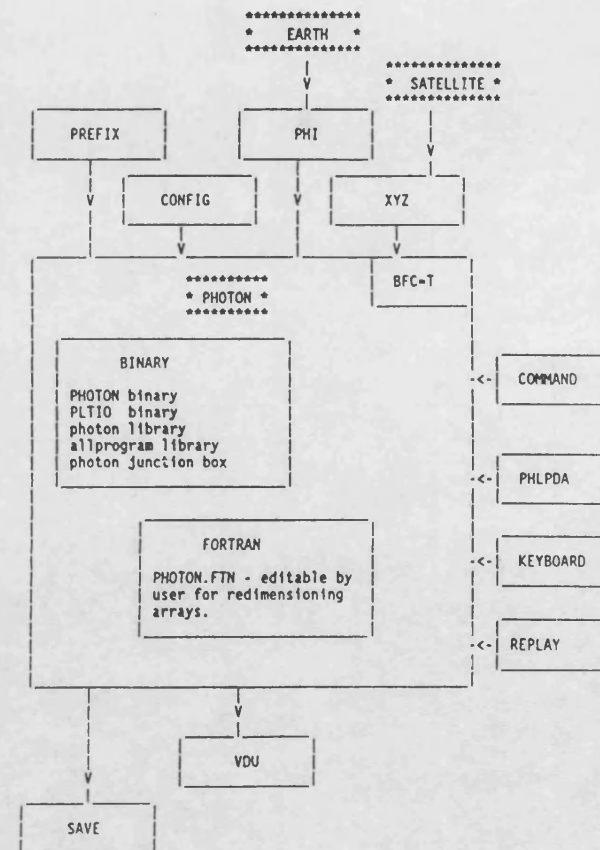 * EARTH *
* SATELLITE *
PREFIX
PHI
CONFIG
XYZ
* PHOTON *
BFC=T
BINARY
PHOTON binary
PLTIO binary
photon library
allprogram library
photon junction box
COMMAND
PHLPDA
FORTRAN
PHOTON.FTN - editable by
user for redimensioning
arrays.
KEYBOARD
REPLAY
VDU
SAVE